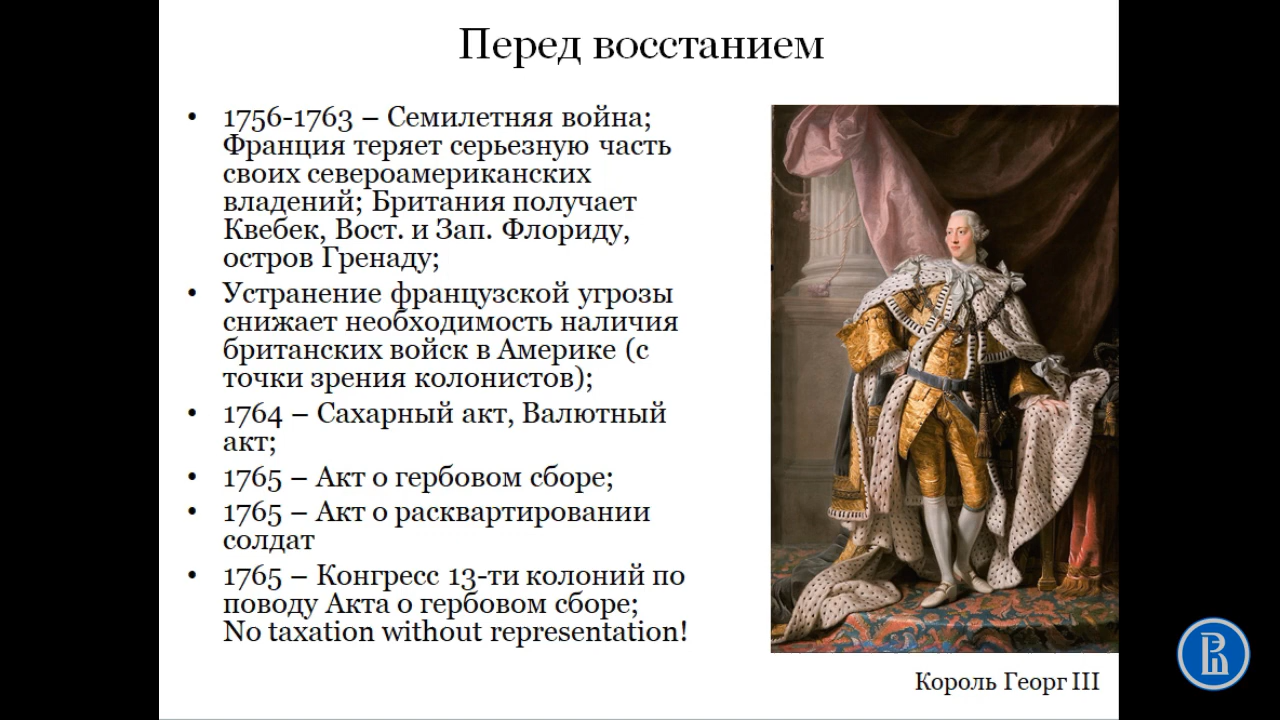 Перед восстанием
• 1756-1763 – Семилетняя война;
Франция теряет серьезную часть
своих североамериканских
владений; Британия получает
Квебек, Вост. и Зап. Флориду,
остров Гренаду;
• Устранение французской угрозы
снижает необходимость наличия
британских войск в Америке (с
точки зрения колонистов);
• 1764 – Сахарный акт, Валютный
акт;
• 1765 – Акт о гербовом сборе;
• 1765 – Акт о расквартировании
солдат
• 1765 – Конгресс 13-ти колоний по
поводу Акта о гербовом сборе;
No taxation without representation!
Король Георг III